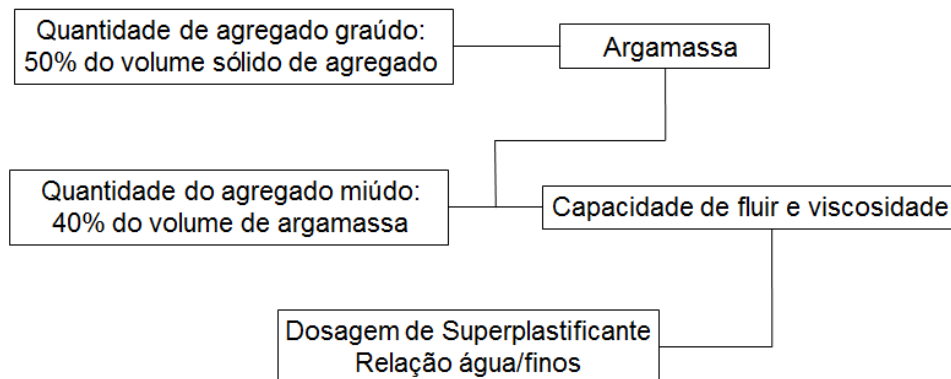 Quantidade de agregado graúdo:
50% do volume sólido de agregado
Argamassa
Quantidade do agregado miúdo:
40% do volume de argamassa
Capacidade de fluir e viscosidade
Dosagem de Superplastificante
Relação água/finos